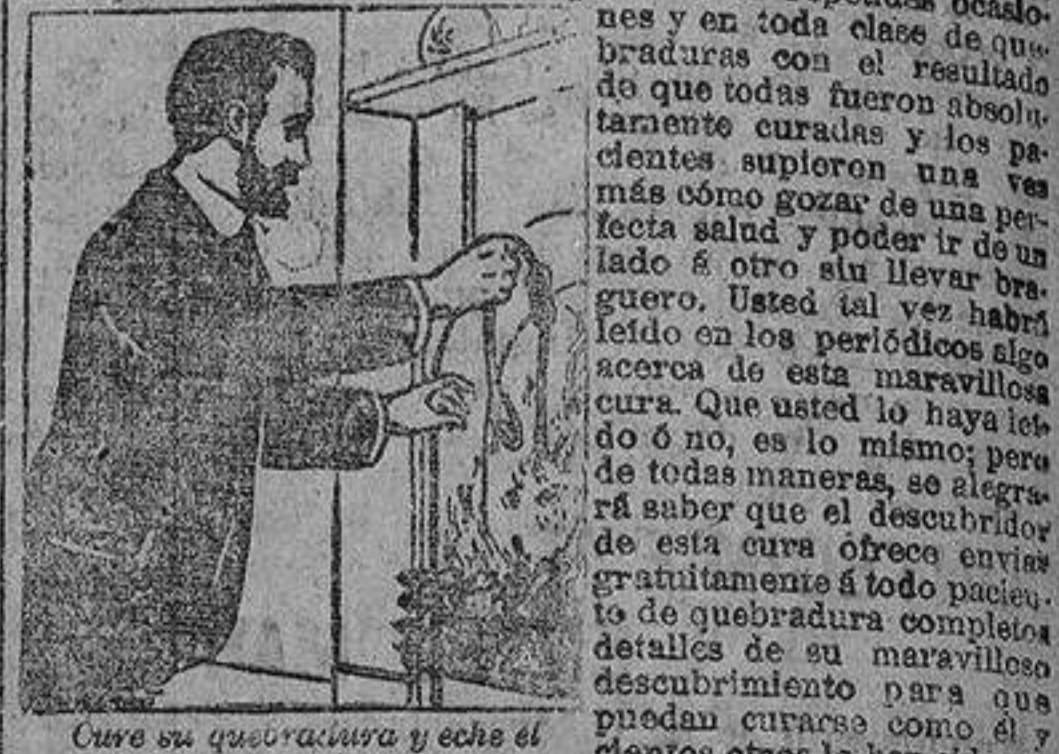 ocasio-
nes y en toda clase de que-
braduras con el resultado
de que todas fueron absolu-
tamente curadas y los pa-
cientes supieron una vez
más cómo gozar de una per-
fecta salud y poder ir de un
lado á otro sin llevar bra-
guero. Usted tal vez habrá
leído en los periódicos algo
acerca de esta maravillosa
cura. Que usted lo haya leí-
do ó no, es lo mismo; pero
de todas maneras, se alegra-
rá saber que el descubridor
de esta cura ofrece enviar
gratuitamente á todo pacien-
te de quebradura completos
detalles de su maravilloso
descubrimiento para que
puedan curarse como él y
cientos otros
Cure su quebradura y eche el